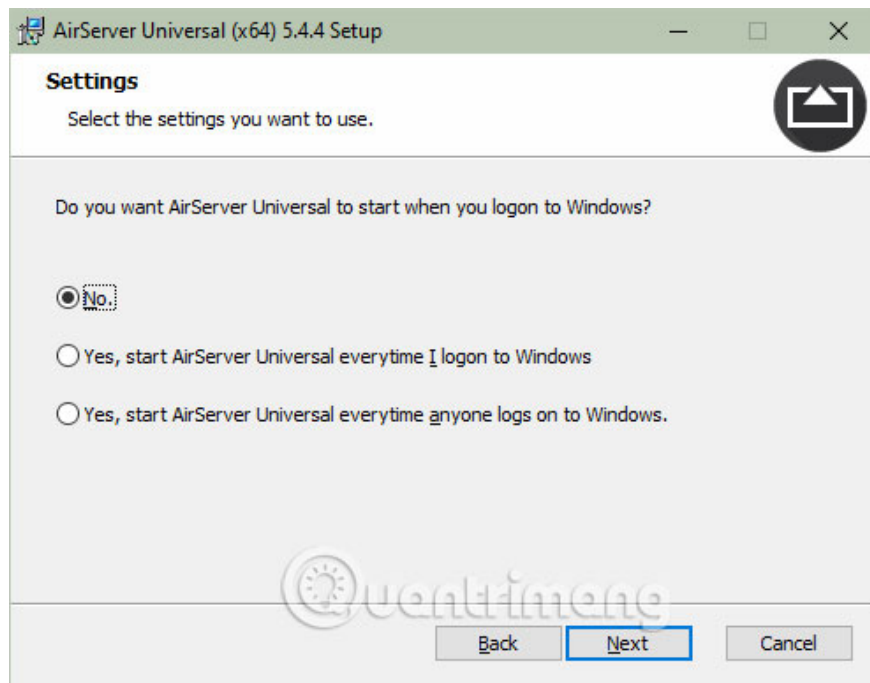 AirServer Universal (x64) 5.4.4 Setup
Settings
Select the settings you want to use.
Do you want AirServer Universal to start when you logon to Windows?
No.
Yes, start AirServer Universal everytime I logon to Windows
Yes, start AirServer Universal everytime anyone logs on to Windows.
Quantrimang
Back Next Cancel